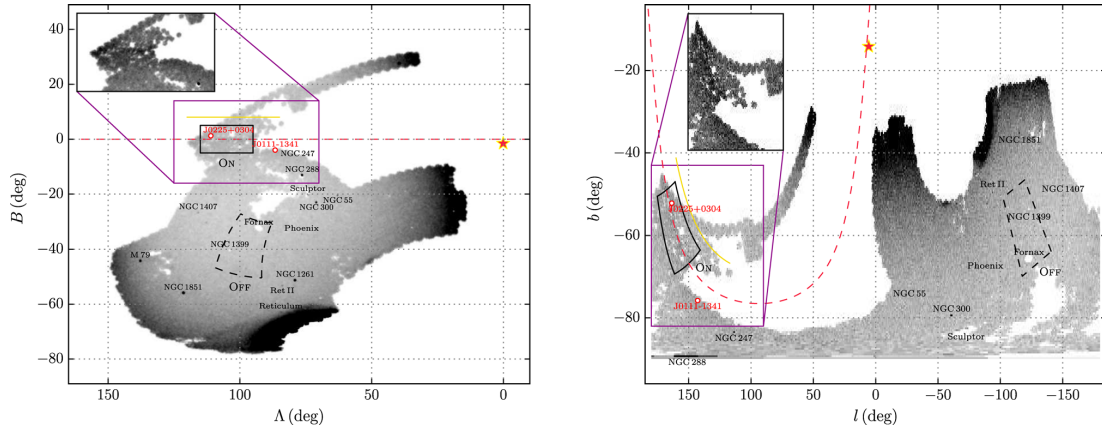 40
20
0
−20
−40
−60
−80
150
100
50
0
Λ (deg)
B (deg)
J0225+0304
J0111-1341
NGC 247
ON
NGC 288
Sculptor
NGC 55
NGC 300
NGC 1407
Fornax
Phoenix
NGC 1399
M 79
OFF
NGC 1261
NGC 1851
Ret II
Reticulum
−20
−40
−60
−80
150
100
50
0
−50
−100
−150
l (deg)
b (deg)
NGC 1851
Ret II
NGC 1407
J0225+0304
NGC 1399
ON
Phoenix
Fornax
OFF
J0111-1341
NGC 55
NGC 300
NGC 247
Sculptor
NGC 288